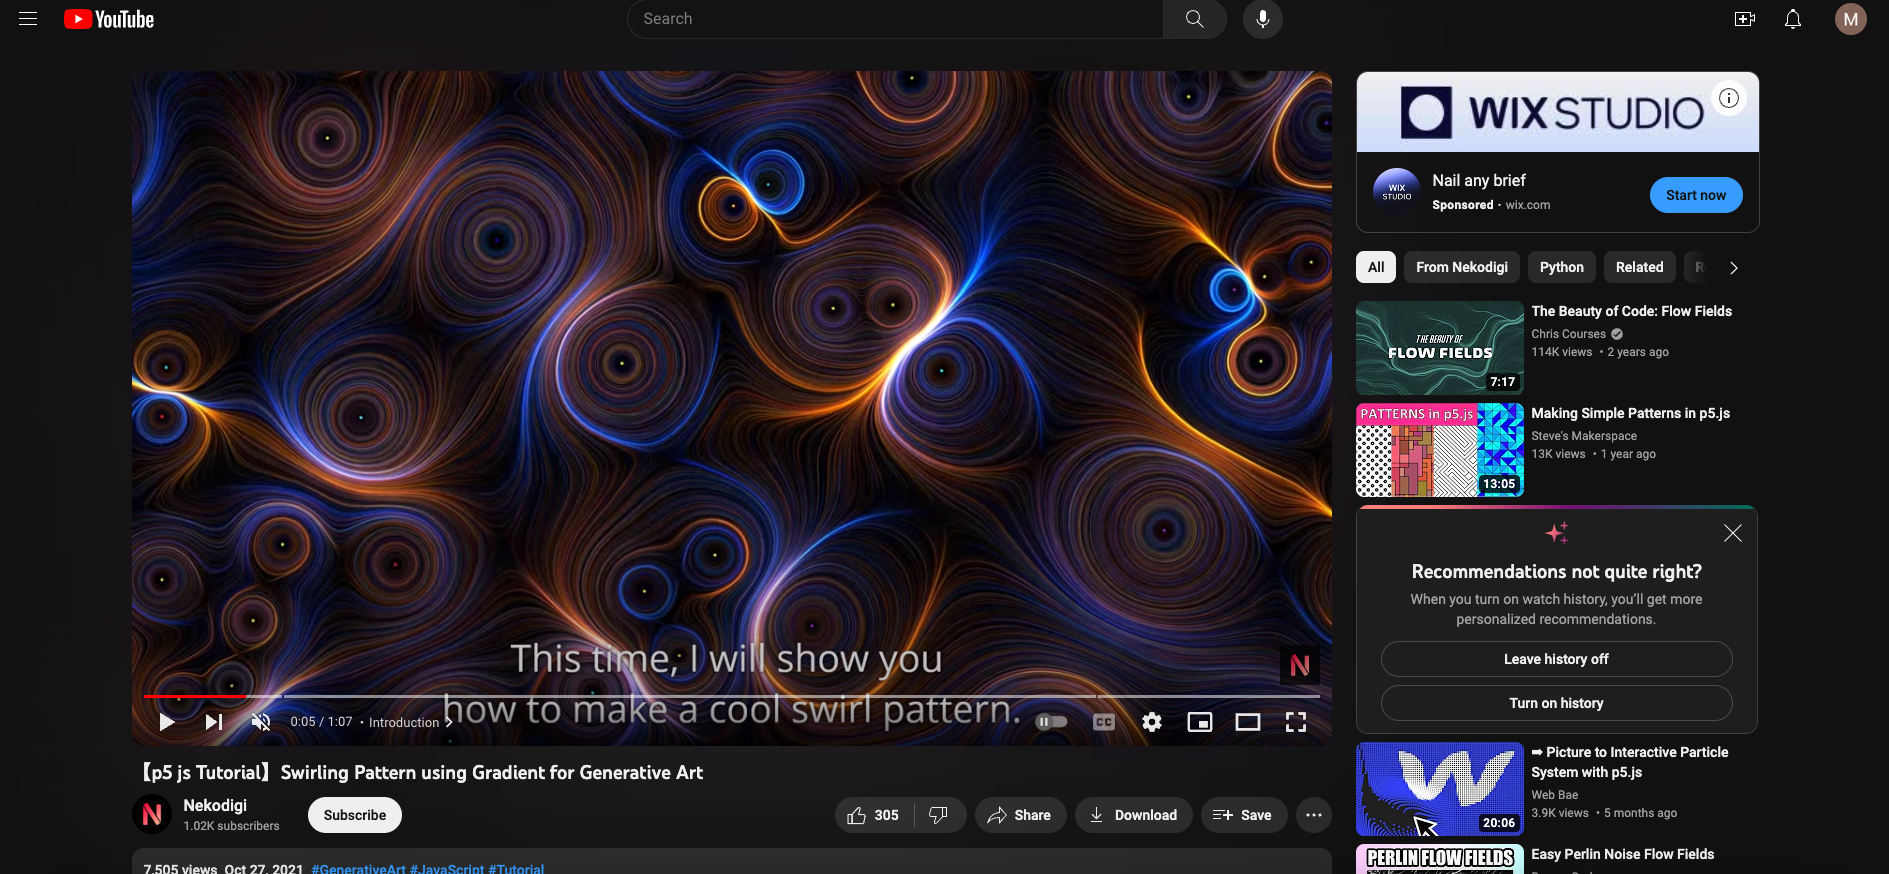 YouTube
Search
M
WIX STUDIO
WIX
STUDIO
Nail any brief
Sponsored · wix.com
Start now
All
From Nekodigi
Python
Related
THE BEAUTY OF
FLOW FIELDS
7:17
The Beauty of Code: Flow Fields
Chris Courses
114K views • 2 years ago
PATTERNS in p5.js
13:05
Making Simple Patterns in p5.js
Steve's Makerspace
13K views • 1 year ago
Recommendations not quite right?
When you turn on watch history, you'll get more
personalized recommendations.
Leave history off
Turn on history
20:06
➡ Picture to Interactive Particle
System with p5.js
Web Bae
3.9K views • 5 months ago
PERLIN FLOW FIELDS
Easy Perlin Noise Flow Fields
This time, I will show you
how to make a cool swirl pattern.
N
0:05 / 1:07 • Introduction
CC
【p5 js Tutorial】Swirling Pattern using Gradient for Generative Art
N
Nekodigi
1.02K subscribers
Subscribe
305
Share
Download
Save
7,505 views Oct 27, 2021 #GenerativeArt #JavaScript #Tutorial